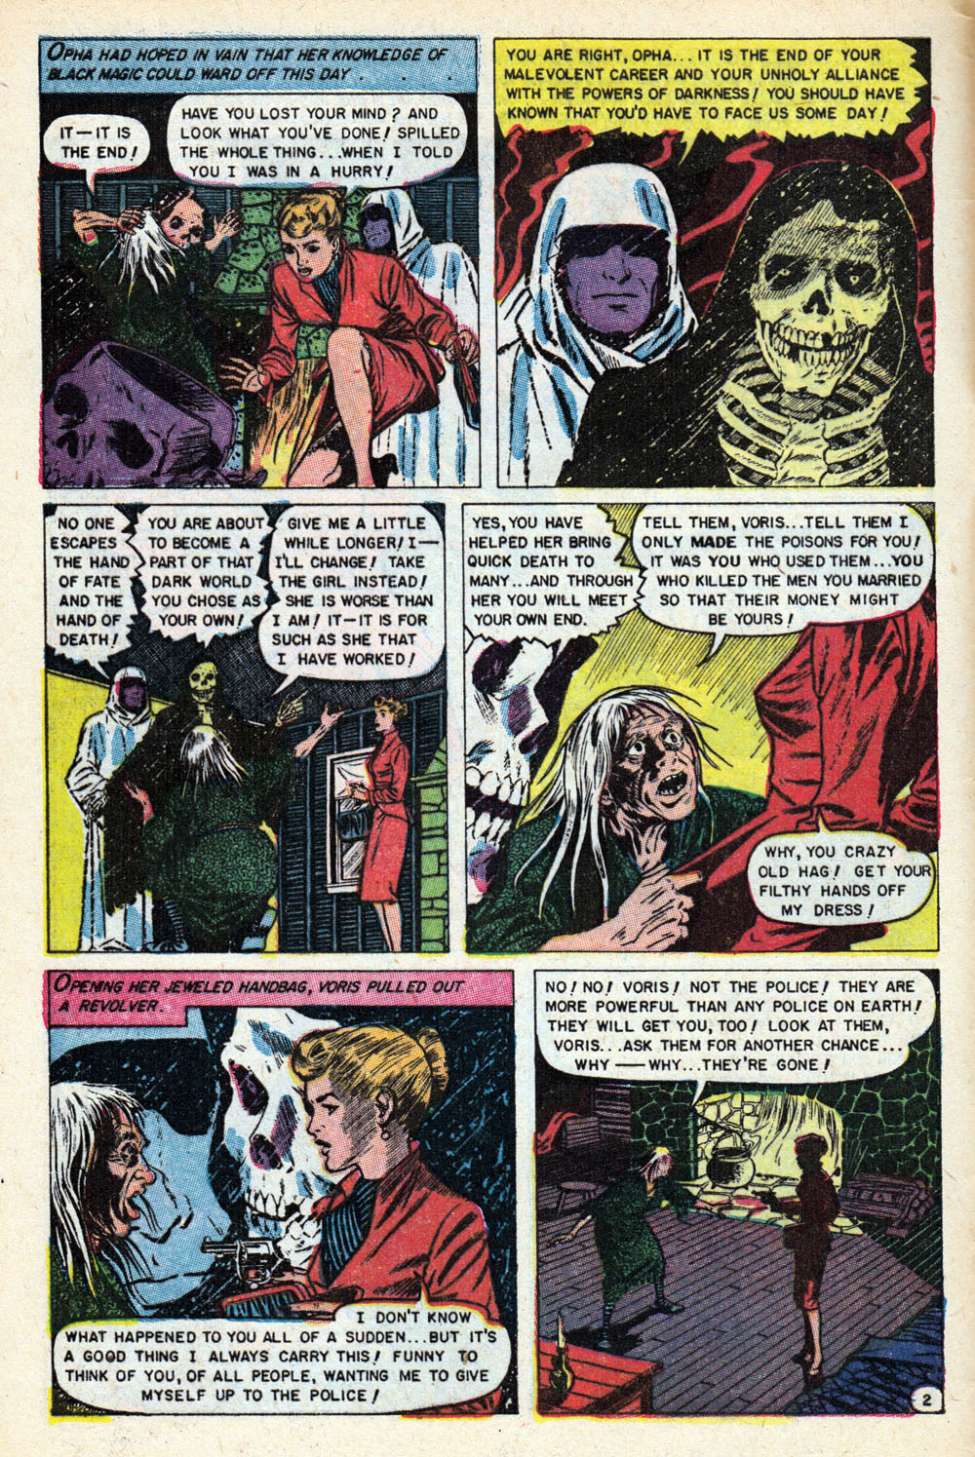 OPHA HAD HOPED IN VAIN THAT HER KNOWLEDGE OF
BLACK MAGIC COULD WARD OFF THIS DAY . . .
IT—IT IS
THE END!
HAVE YOU LOST YOUR MIND? AND
LOOK WHAT YOU'VE DONE! SPILLED
THE WHOLE THING...WHEN I TOLD
YOU I WAS IN A HURRY!
YOU ARE RIGHT, OPHA... IT IS THE END OF YOUR
MALEVOLENT CAREER AND YOUR UNHOLY ALLIANCE
WITH THE POWERS OF DARKNESS! YOU SHOULD HAVE
KNOWN THAT YOU'D HAVE TO FACE US SOME DAY!
NO ONE
ESCAPES
THE HAND
OF FATE
AND THE
HAND OF
DEATH!
YOU ARE ABOUT
TO BECOME A
PART OF THAT
DARK WORLD
YOU CHOSE AS
YOUR OWN!
GIVE ME A LITTLE
WHILE LONGER! I—
I'LL CHANGE! TAKE
THE GIRL INSTEAD!
SHE IS WORSE THAN
I AM! IT—IT IS FOR
SUCH AS SHE THAT
I HAVE WORKED!
YES, YOU HAVE
HELPED HER BRING
QUICK DEATH TO
MANY...AND THROUGH
HER YOU WILL MEET
YOUR OWN END.
TELL THEM, VORIS...TELL THEM I
ONLY MADE THE POISONS FOR YOU!
IT WAS YOU WHO USED THEM...YOU
WHO KILLED THE MEN YOU MARRIED
SO THAT THEIR MONEY MIGHT
BE YOURS!
WHY, YOU CRAZY
OLD HAG! GET YOUR
FILTHY HANDS OFF
MY DRESS!
OPENING HER JEWELED HANDBAG, VORIS PULLED OUT
A REVOLVER.
I DON'T KNOW
WHAT HAPPENED TO YOU ALL OF A SUDDEN...BUT IT'S
A GOOD THING I ALWAYS CARRY THIS! FUNNY TO
THINK OF YOU, OF ALL PEOPLE, WANTING ME TO GIVE
MYSELF UP TO THE POLICE!
NO! NO! VORIS! NOT THE POLICE! THEY ARE
MORE POWERFUL THAN ANY POLICE ON EARTH!
THEY WILL GET YOU, TOO! LOOK AT THEM,
VORIS...ASK THEM FOR ANOTHER CHANCE...
WHY—WHY...THEY'RE GONE!
2